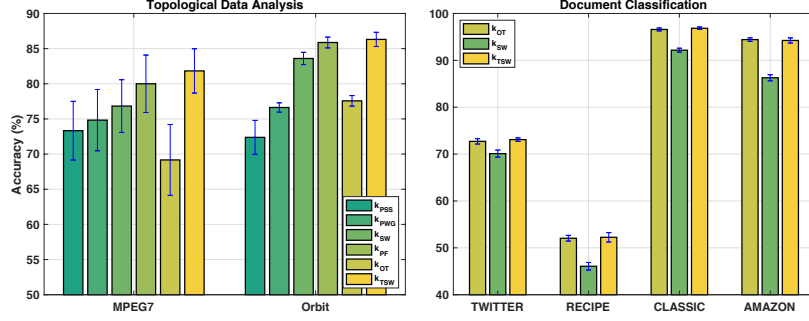 Topological Data Analysis
Accuracy (%)
90
85
80
75
70
65
60
55
50
k_PSS
k_PWG
k_SW
k_PF
k_OT
k_TSW
MPEG7 Orbit
Document Classification
100
90
80
70
60
50
40
k_OT
k_SW
k_TSW
TWITTER RECIPE CLASSIC AMAZON